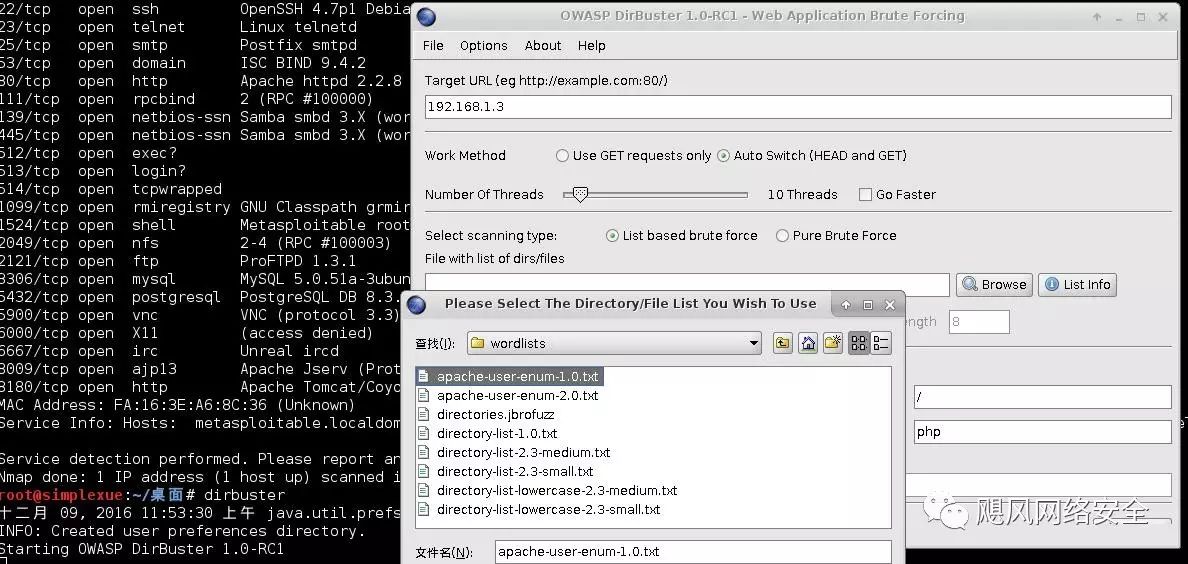 22/tcp open ssh OpenSSH 4.7p1 Debia
23/tcp open telnet Linux telnetd
25/tcp open smtp Postfix smtpd
53/tcp open domain ISC BIND 9.4.2
80/tcp open http Apache httpd 2.2.8
111/tcp open rpcbind 2 (RPC #100000)
139/tcp open netbios-ssn Samba smbd 3.X (wor
445/tcp open netbios-ssn Samba smbd 3.X (wor
512/tcp open exec?
513/tcp open login?
514/tcp open tcpwrapped
1099/tcp open rmiregistry GNU Classpath grmir
1524/tcp open shell Metasploitable root
2049/tcp open nfs 2-4 (RPC #100003)
2121/tcp open ftp ProFTPD 1.3.1
3306/tcp open mysql MySQL 5.0.51a-3ubun
5432/tcp open postgresql PostgreSQL DB 8.3.
5900/tcp open vnc VNC (protocol 3.3)
6000/tcp open X11 (access denied)
6667/tcp open irc Unreal ircd
8009/tcp open ajp13 Apache Jserv (Prot
8180/tcp open http Apache Tomcat/Coyo
MAC Address: FA:16:3E:A6:8C:36 (Unknown)
Service Info: Hosts: metasploitable.localdom
Service detection performed. Please report an
Nmap done: 1 IP address (1 host up) scanned i
root@simplexue:~/桌面# dirbuster
十二月 09, 2016 11:53:30 上午 java.util.prefs
INFO: Created user preferences directory.
Starting OWASP DirBuster 1.0-RC1
OWASP DirBuster 1.0-RC1 - Web Application Brute Forcing
File Options About Help
Target URL (eg http://example.com:80/)
192.168.1.3
Work Method Use GET requests only Auto Switch (HEAD and GET)
Number Of Threads 10 Threads Go Faster
Select scanning type: List based brute force Pure Brute Force
File with list of dirs/files
Browse List Info
8
/
php
Please Select The Directory/File List You Wish To Use
查找(I): wordlists
apache-user-enum-1.0.txt
apache-user-enum-2.0.txt
directories.jbrofuzz
directory-list-1.0.txt
directory-list-2.3-medium.txt
directory-list-2.3-small.txt
directory-list-lowercase-2.3-medium.txt
directory-list-lowercase-2.3-small.txt
文件名(N): apache-user-enum-1.0.txt
飓风网络安全